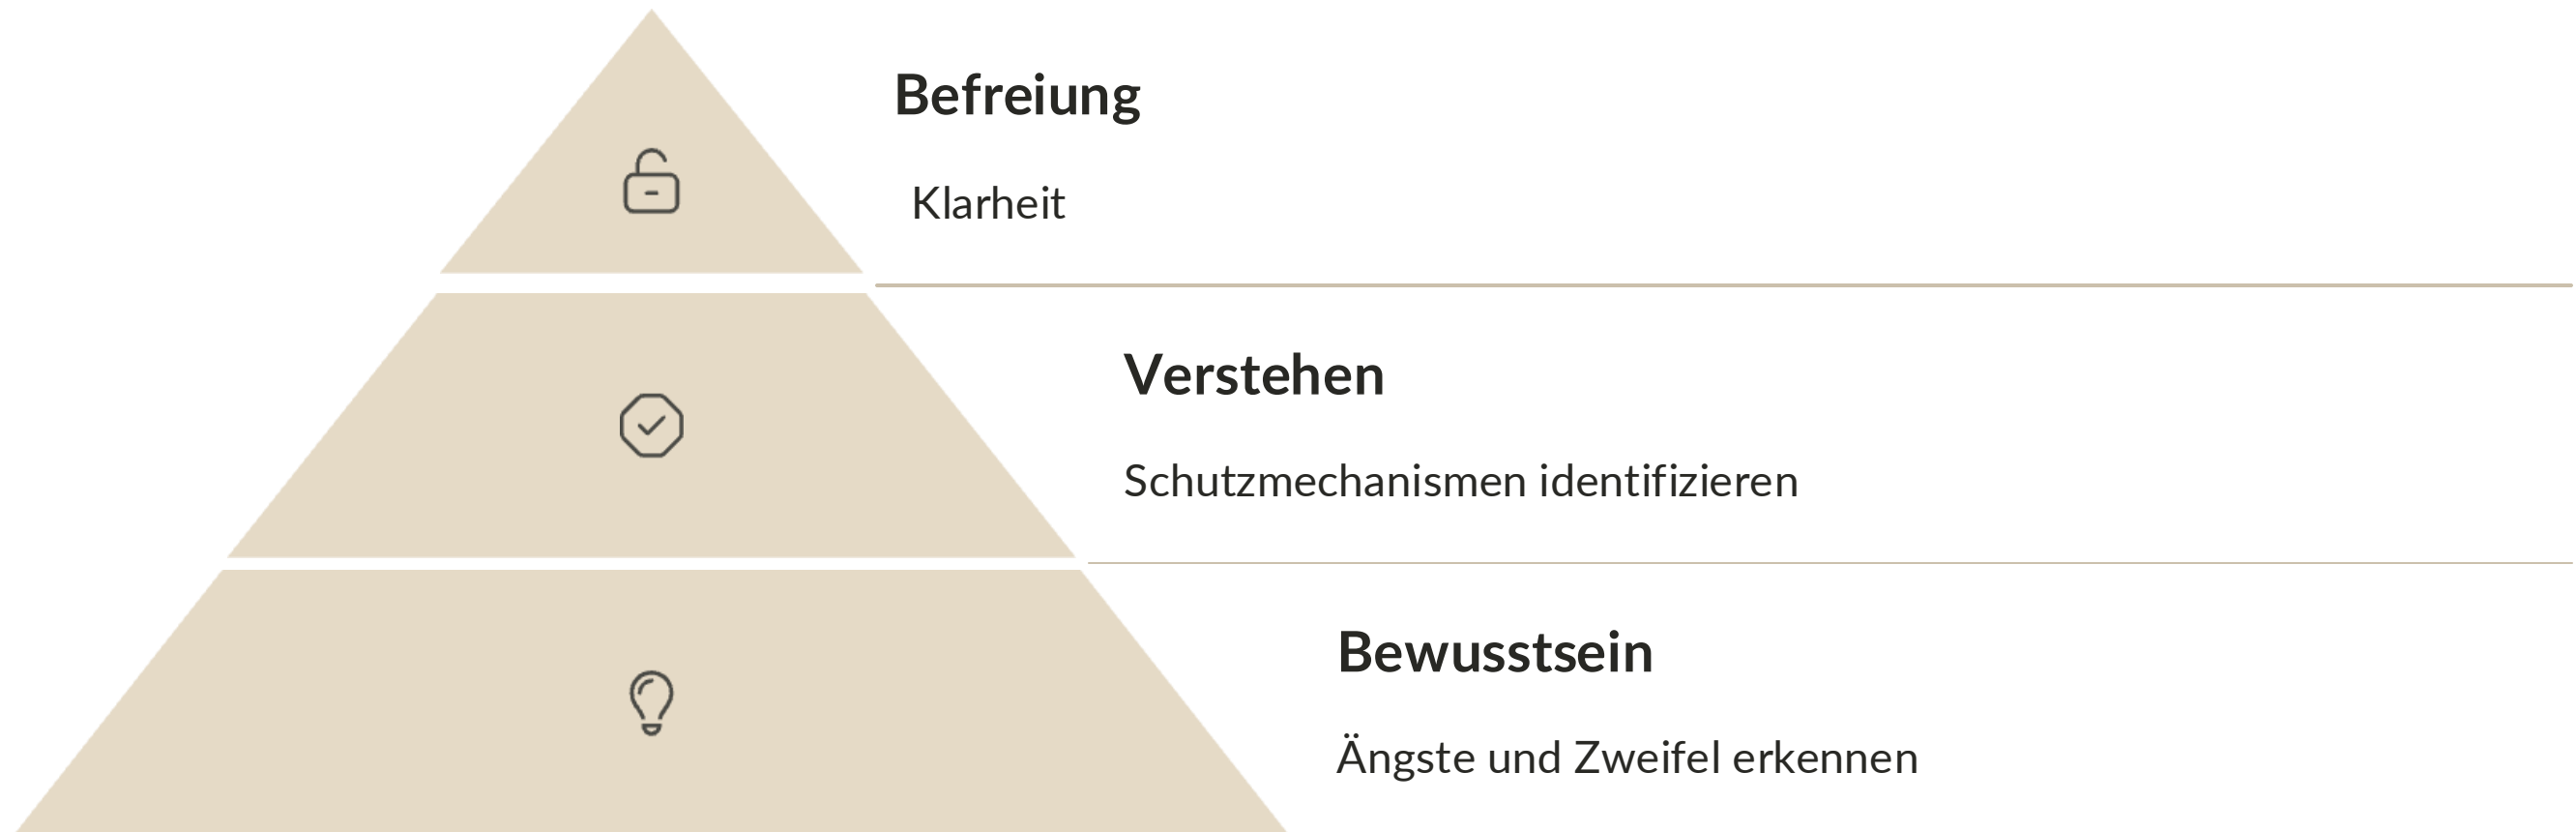 Befreiung
Klarheit
Verstehen
Schutzmechanismen identifizieren
Bewusstsein
Ängste und Zweifel erkennen